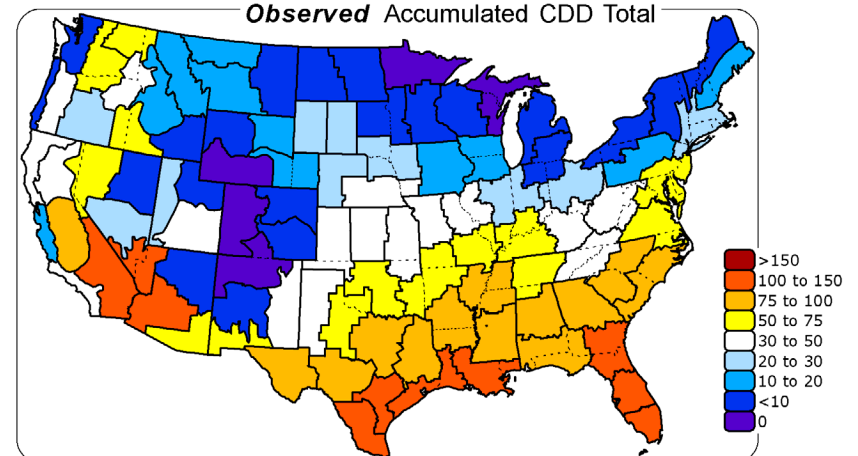 Observed Accumulated CDD Total
>150
100 to 150
75 to 100
50 to 75
30 to 50
20 to 30
10 to 20
<10
0